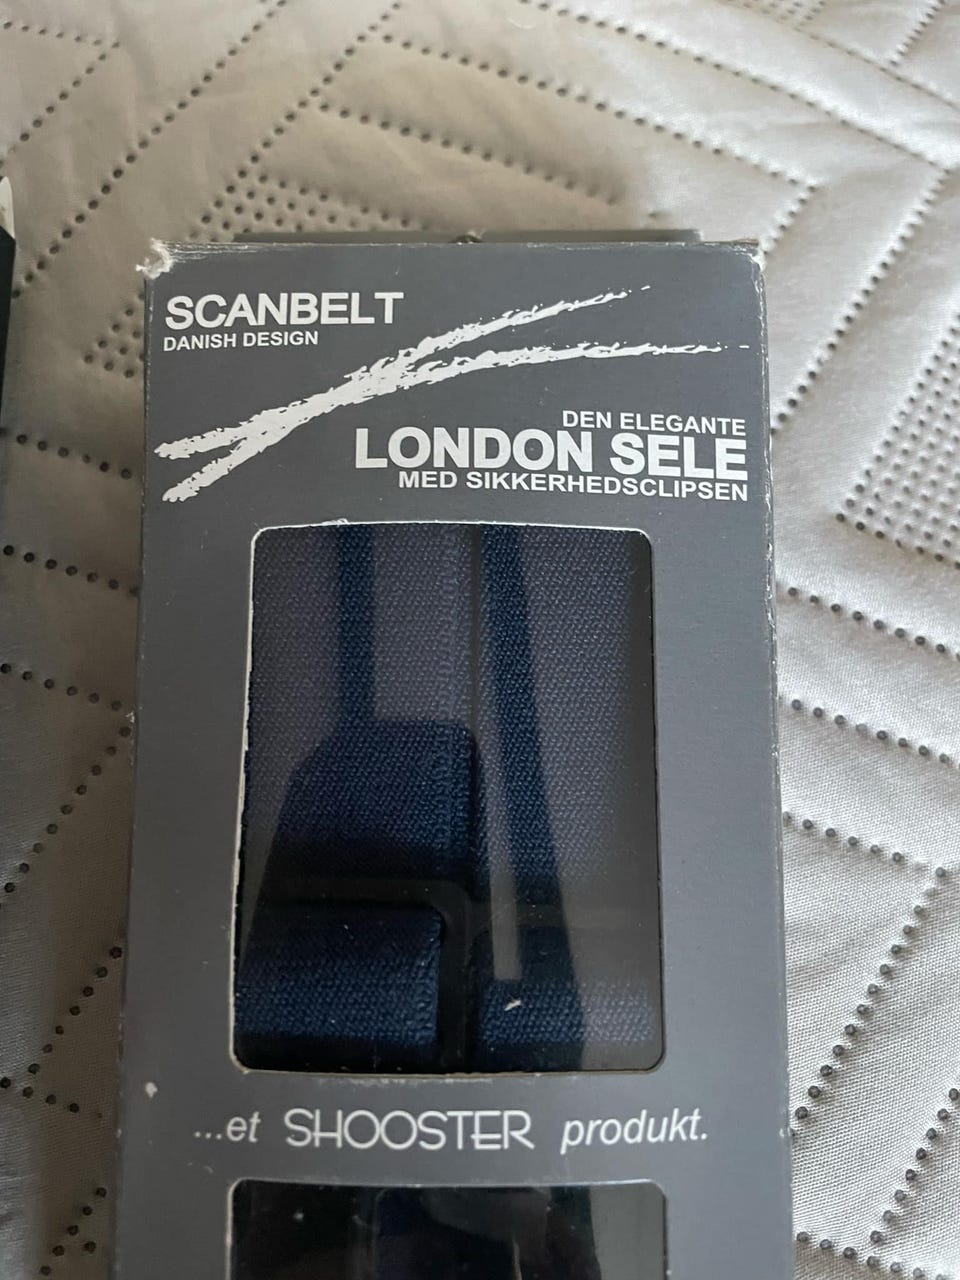 SCANBELT
DANISH DESIGN
DEN ELEGANTE
LONDON SELE
MED SIKKERHEDSCLIPSEN
...et SHOOSTER produkt.